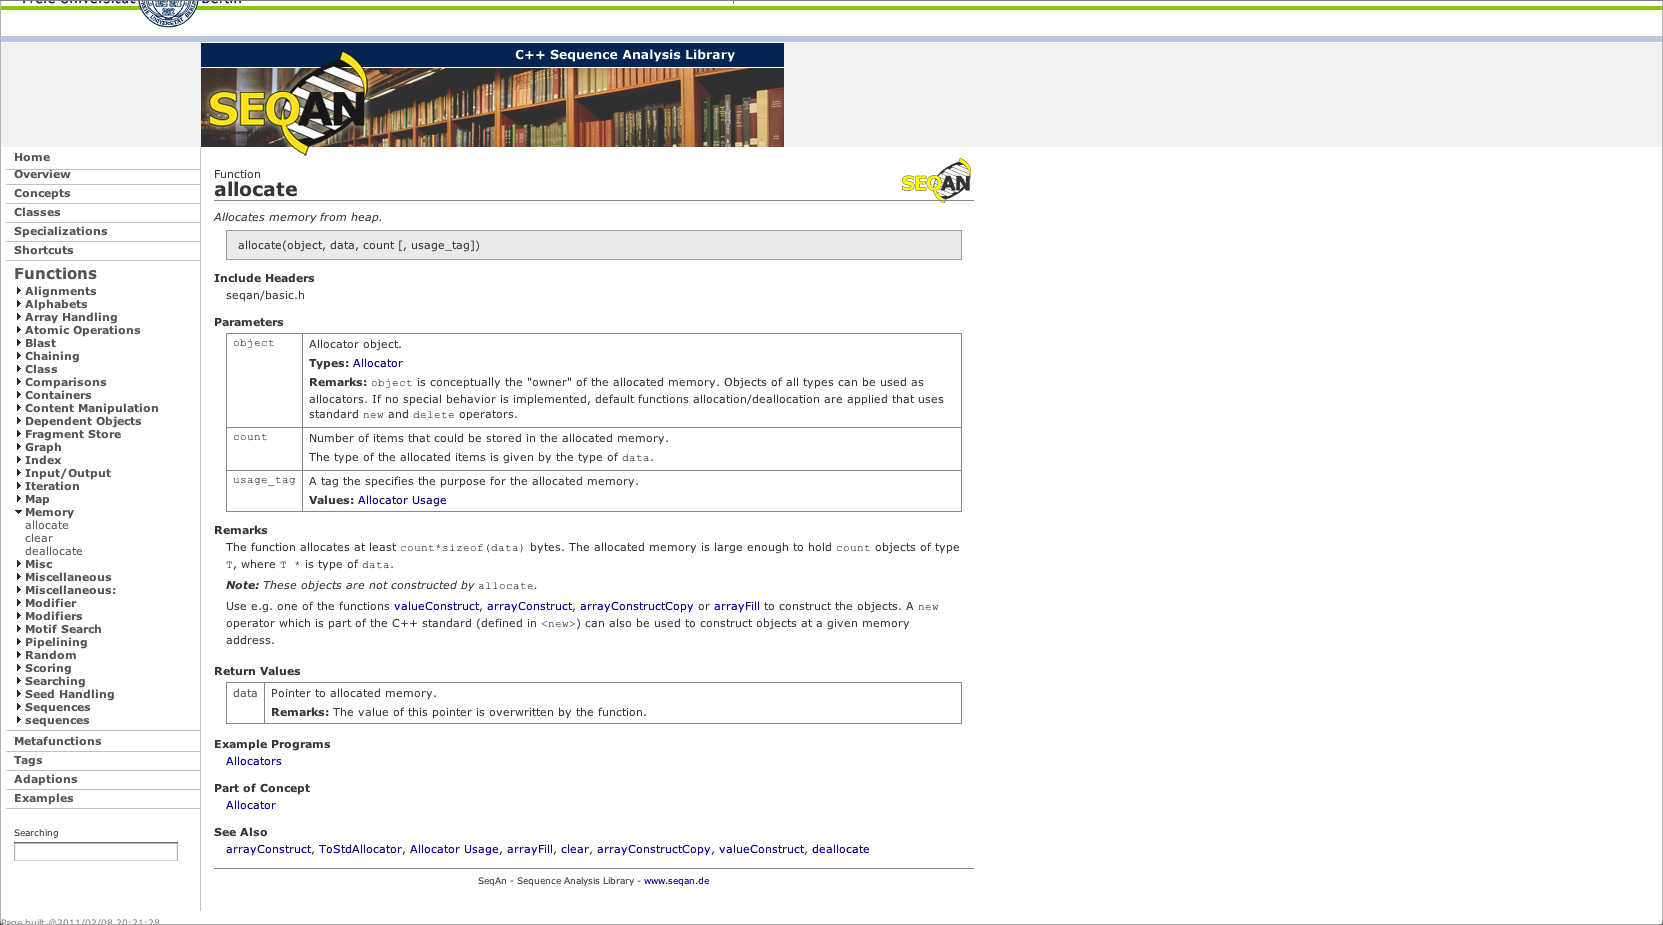 C++ Sequence Analysis Library
SEQAN
Home
Overview
Concepts
Classes
Specializations
Shortcuts
Functions
Alignments
Alphabets
Array Handling
Atomic Operations
Blast
Chaining
Class
Comparisons
Containers
Content Manipulation
Dependent Objects
Fragment Store
Graph
Index
Input/Output
Iteration
Map
Memory
allocate
clear
deallocate
Misc
Miscellaneous
Miscellaneous:
Modifier
Modifiers
Motif Search
Pipelining
Random
Scoring
Searching
Seed Handling
Sequences
sequences
Metafunctions
Tags
Adaptions
Examples
Searching
Function
allocate
SEQAN
Allocates memory from heap.
allocate(object, data, count [, usage_tag])
Include Headers
seqan/basic.h
Parameters
object
Allocator object.
Types: Allocator
Remarks: object is conceptually the "owner" of the allocated memory. Objects of all types can be used as
allocators. If no special behavior is implemented, default functions allocation/deallocation are applied that uses
standard new and delete operators.
count
Number of items that could be stored in the allocated memory.
The type of the allocated items is given by the type of data.
usage_tag
A tag the specifies the purpose for the allocated memory.
Values: Allocator Usage
Remarks
The function allocates at least count*sizeof(data) bytes. The allocated memory is large enough to hold count objects of type
T, where T * is type of data.
Note: These objects are not constructed by allocate.
Use e.g. one of the functions valueConstruct, arrayConstruct, arrayConstructCopy or arrayFill to construct the objects. A new
operator which is part of the C++ standard (defined in <new>) can also be used to construct objects at a given memory
address.
Return Values
data
Pointer to allocated memory.
Remarks: The value of this pointer is overwritten by the function.
Example Programs
Allocators
Part of Concept
Allocator
See Also
arrayConstruct, ToStdAllocator, Allocator Usage, arrayFill, clear, arrayConstructCopy, valueConstruct, deallocate
SeqAn - Sequence Analysis Library - www.seqan.de
Page built @2011/02/08 20:21:28